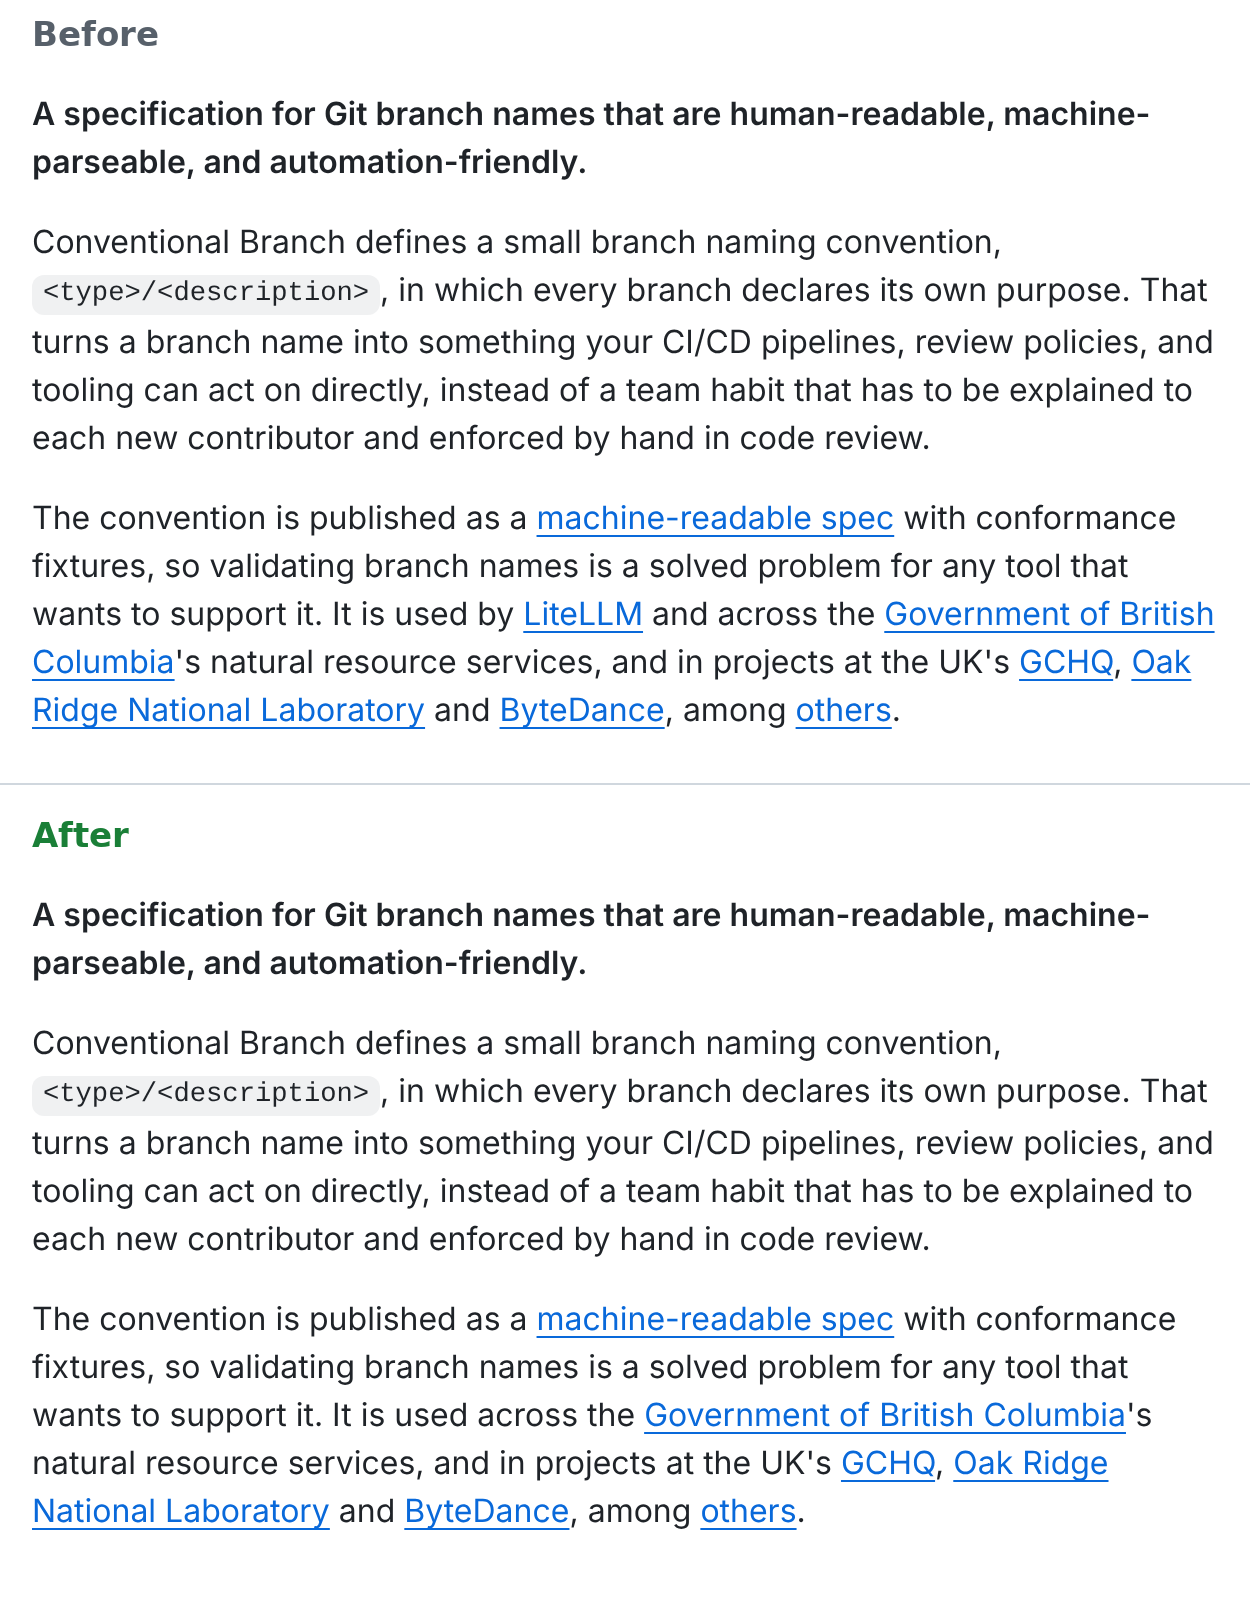 Before
A specification for Git branch names that are human-readable, machine-
parseable, and automation-friendly.
Conventional Branch defines a small branch naming convention,
<type>/<description>, in which every branch declares its own purpose. That
turns a branch name into something your CI/CD pipelines, review policies, and
tooling can act on directly, instead of a team habit that has to be explained to
each new contributor and enforced by hand in code review.
The convention is published as a machine-readable spec with conformance
fixtures, so validating branch names is a solved problem for any tool that
wants to support it. It is used by LiteLLM and across the Government of British
Columbia's natural resource services, and in projects at the UK's GCHQ, Oak
Ridge National Laboratory and ByteDance, among others.
After
A specification for Git branch names that are human-readable, machine-
parseable, and automation-friendly.
Conventional Branch defines a small branch naming convention,
<type>/<description>, in which every branch declares its own purpose. That
turns a branch name into something your CI/CD pipelines, review policies, and
tooling can act on directly, instead of a team habit that has to be explained to
each new contributor and enforced by hand in code review.
The convention is published as a machine-readable spec with conformance
fixtures, so validating branch names is a solved problem for any tool that
wants to support it. It is used across the Government of British Columbia's
natural resource services, and in projects at the UK's GCHQ, Oak Ridge
National Laboratory and ByteDance, among others.